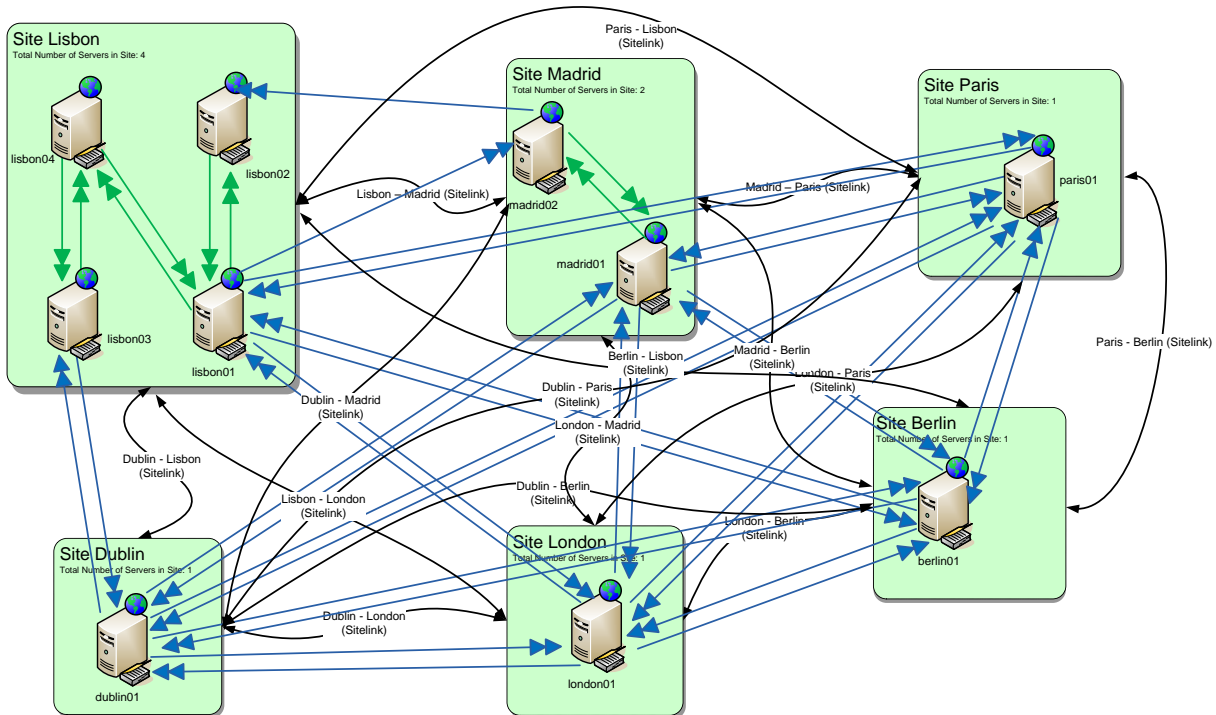 Paris - Lisbon
(Sitelink)
Site Lisbon
Total Number of Servers in Site: 4
lisbon04
lisbon02
lisbon03
lisbon01
Site Madrid
Total Number of Servers in Site: 2
madrid02
madrid01
Site Paris
Total Number of Servers in Site: 1
paris01
Lisbon – Madrid (Sitelink)
Madrid – Paris (Sitelink)
Paris - Berlin (Sitelink)
Berlin - Lisbon
(Sitelink)
Madrid - Berlin
(Sitelink)
London - Paris
(Sitelink)
Dublin - Paris
(Sitelink)
Dublin - Madrid
(Sitelink)
London - Madrid
(Sitelink)
Dublin - Lisbon
(Sitelink)
Lisbon - London
(Sitelink)
Dublin - Berlin
(Sitelink)
London - Berlin
(Sitelink)
Dublin - London
(Sitelink)
Site Berlin
Total Number of Servers in Site: 1
berlin01
Site Dublin
Total Number of Servers in Site: 1
dublin01
Site London
Total Number of Servers in Site: 1
london01